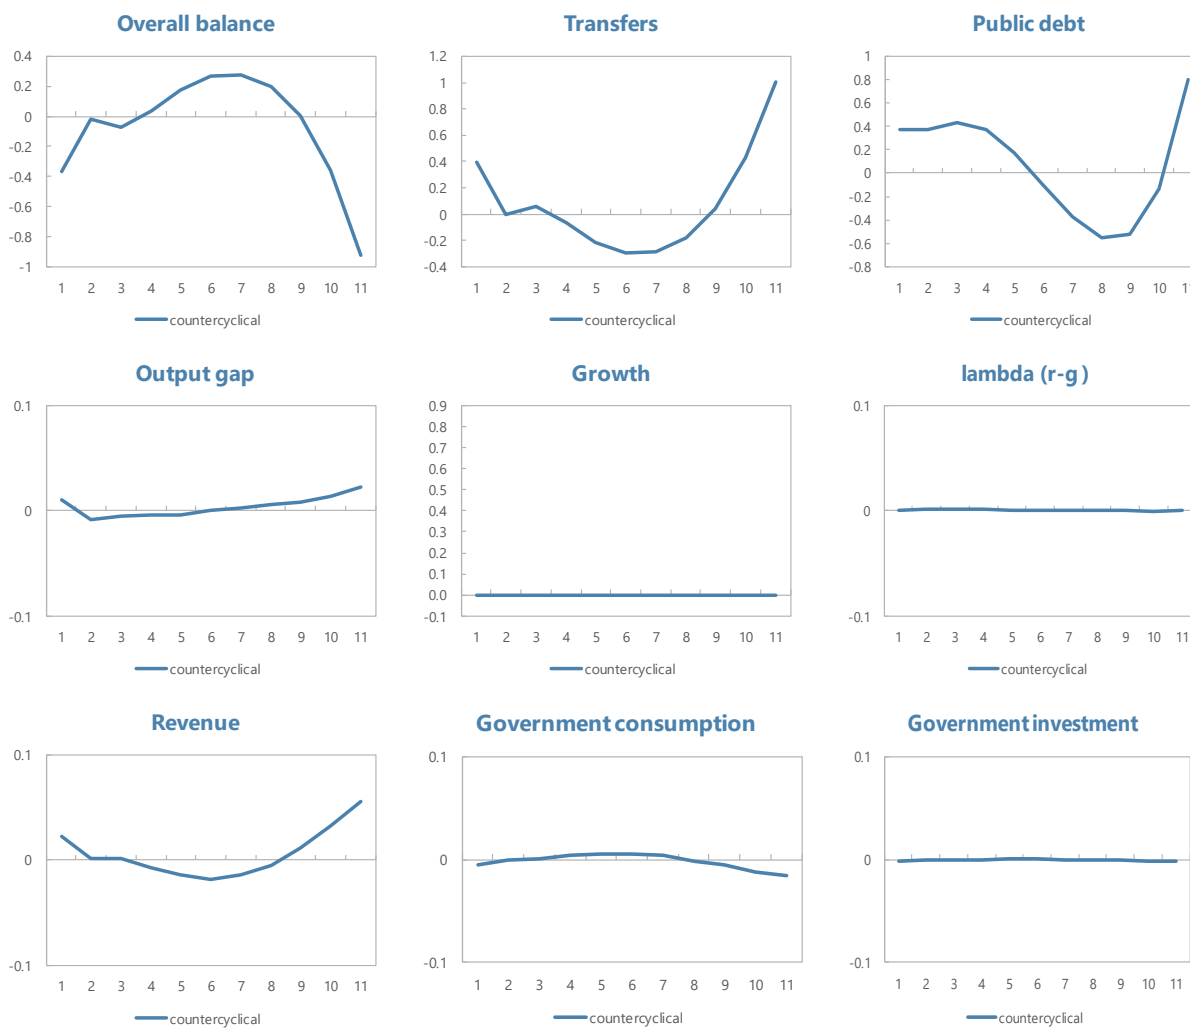 Overall balance
0.4
0.2
0
-0.2
-0.4
-0.6
-0.8
-1
1 2 3 4 5 6 7 8 9 10 11
countercyclical
Transfers
1.2
1
0.8
0.6
0.4
0.2
0
-0.2
-0.4
1 2 3 4 5 6 7 8 9 10 11
countercyclical
Public debt
1
0.8
0.6
0.4
0.2
0
-0.2
-0.4
-0.6
-0.8
1 2 3 4 5 6 7 8 9 10
countercyclical
Output gap
0.1
0
-0.1
1 2 3 4 5 6 7 8 9 10 11
countercyclical
Growth
0.9
0.8
0.7
0.6
0.5
0.4
0.3
0.2
0.1
0.0
-0.1
1 2 3 4 5 6 7 8 9 10 11
countercyclical
lambda (r-g )
0.1
0
-0.1
1 2 3 4 5 6 7 8 9 10 11
countercyclical
Revenue
0.1
0
-0.1
1 2 3 4 5 6 7 8 9 10 11
countercyclical
Government consumption
0.1
0
-0.1
1 2 3 4 5 6 7 8 9 10 11
countercyclical
Government investment
0.1
0
-0.1
1 2 3 4 5 6 7 8 9 10 11
countercyclical